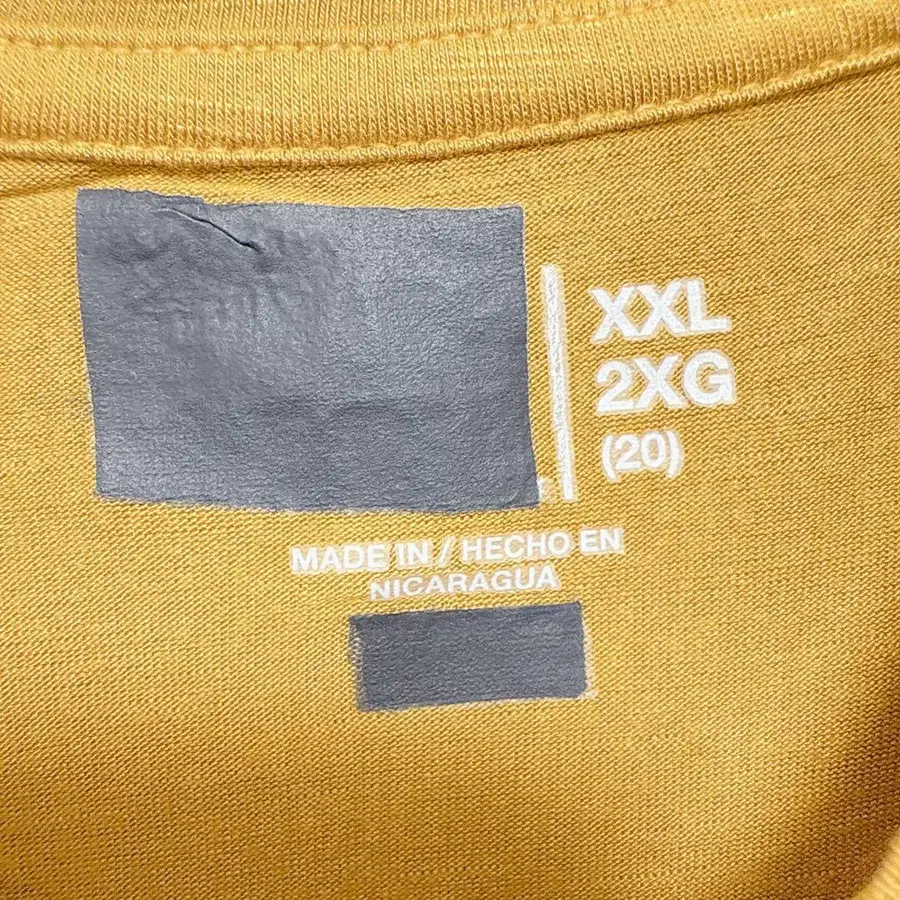 XXL
2XG
(20)
MADE IN / HECHO EN
NICARAGUA